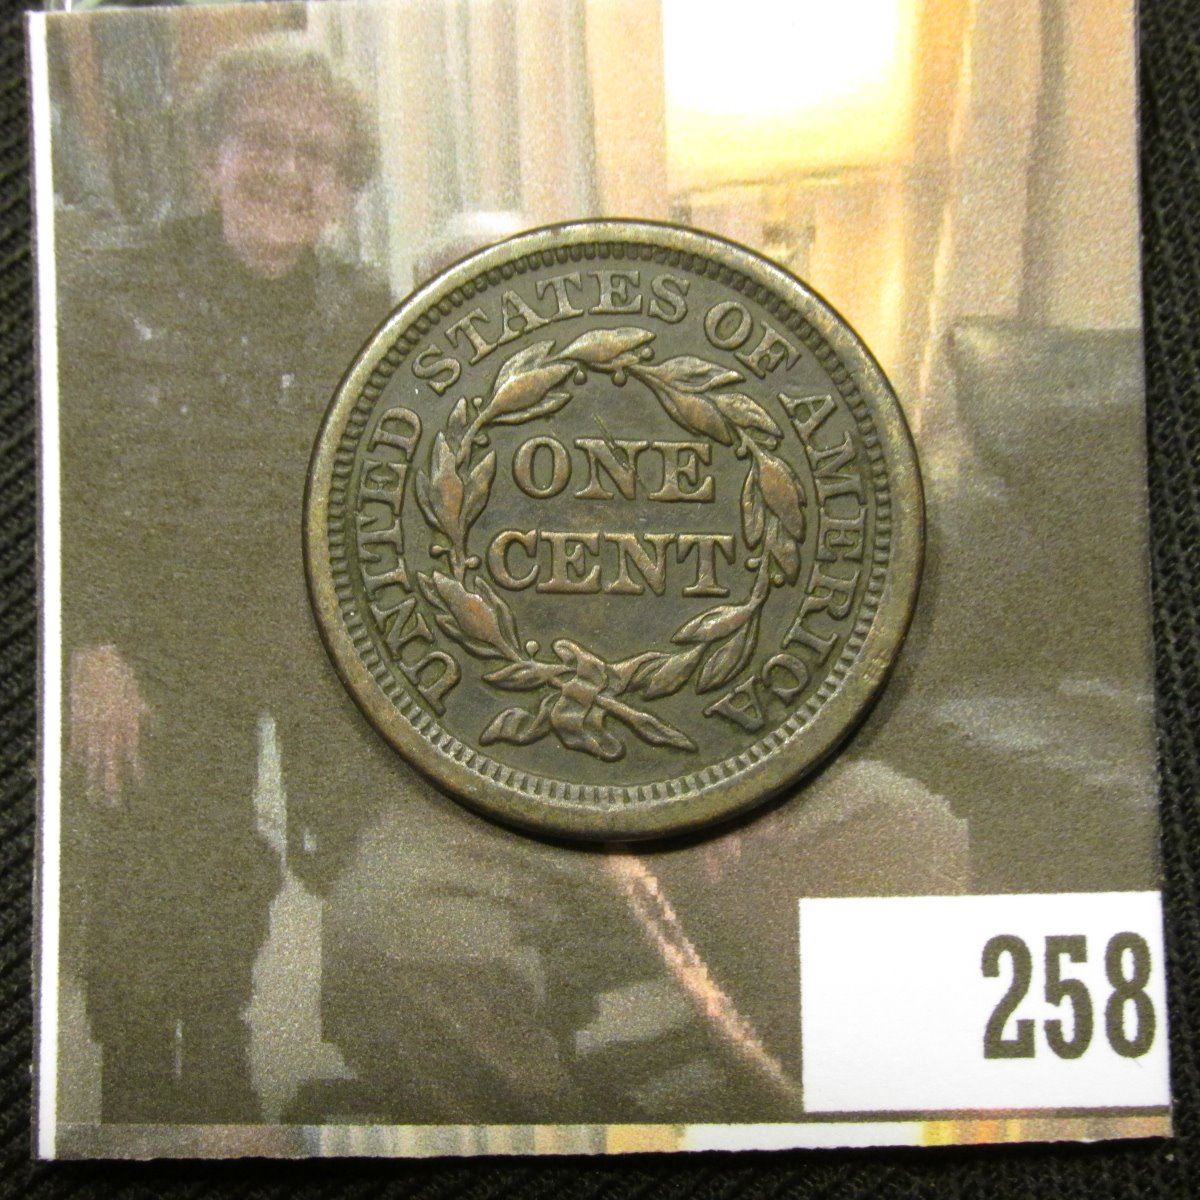 UNITED STATES OF AMERICA
ONE
CENT
258